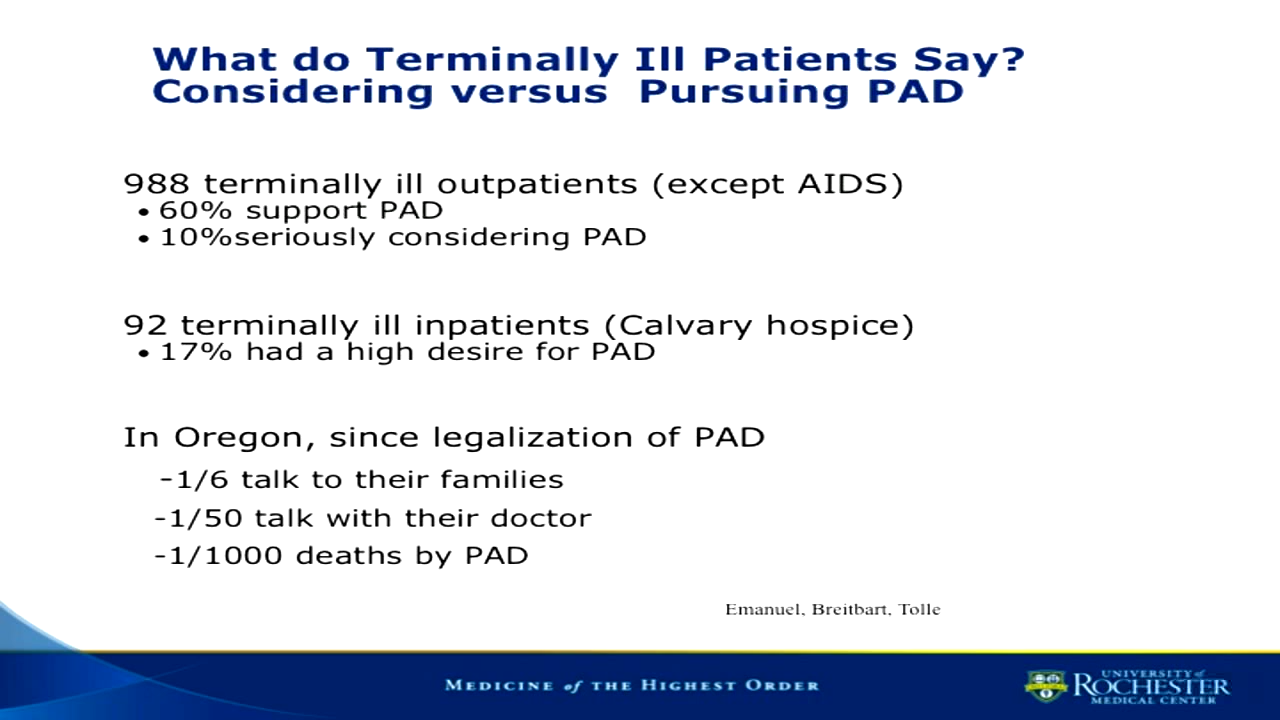 What do Terminally Ill Patients Say?
Considering versus Pursuing PAD
988 terminally ill outpatients (except AIDS)
• 60% support PAD
• 10%seriously considering PAD
92 terminally ill inpatients (Calvary hospice)
• 17% had a high desire for PAD
In Oregon, since legalization of PAD
-1/6 talk to their families
-1/50 talk with their doctor
-1/1000 deaths by PAD
Emanuel, Breitbart, Tolle
MEDICINE of THE HIGHEST ORDER
UNIVERSITY of
ROCHESTER
MEDICAL CENTER